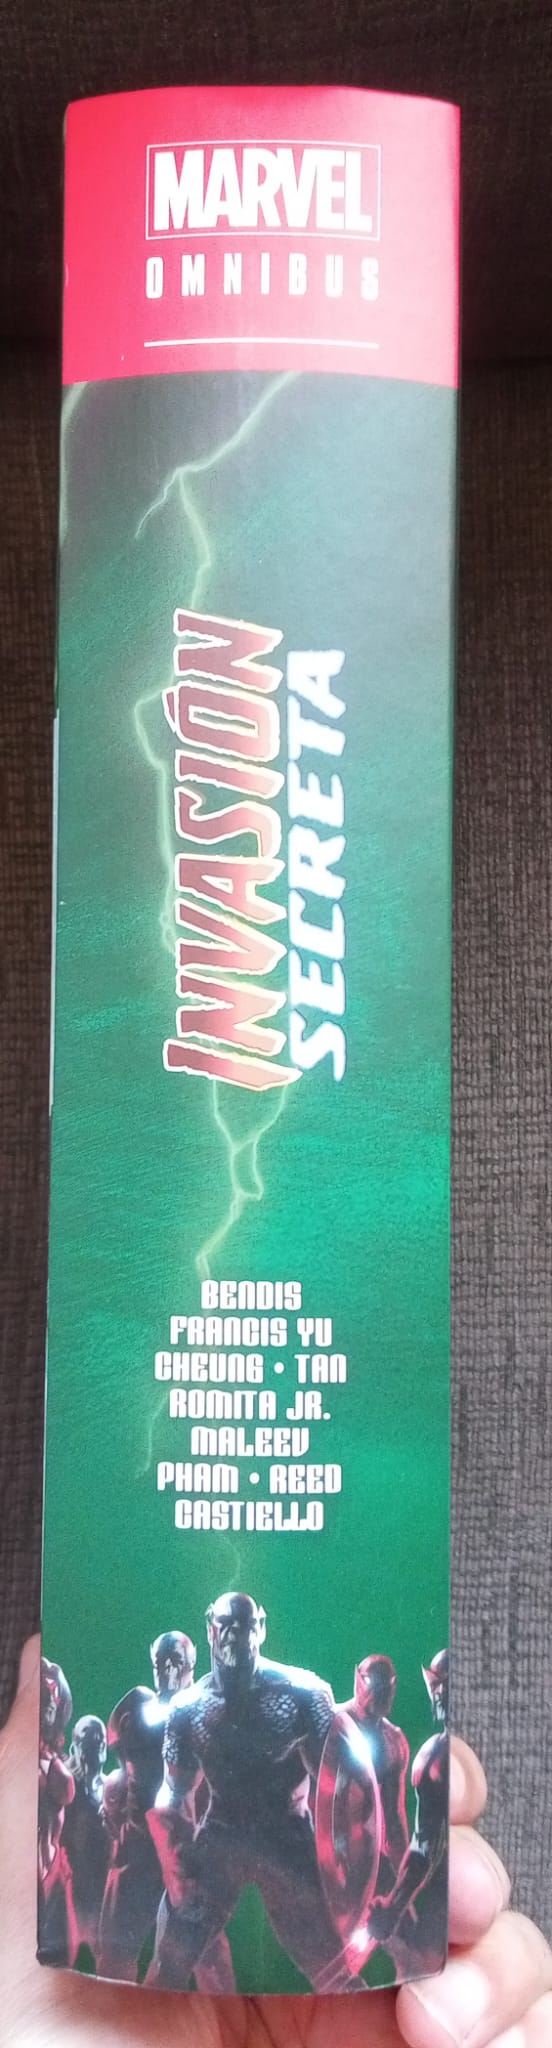 MARVEL
OMNIBUS
INVASIÓN
SECRETA
BENDIS
FRANCIS YU
CHEUNG • TAN
ROMITA JR.
MALEEV
PHAM • REED
CASTIELLO